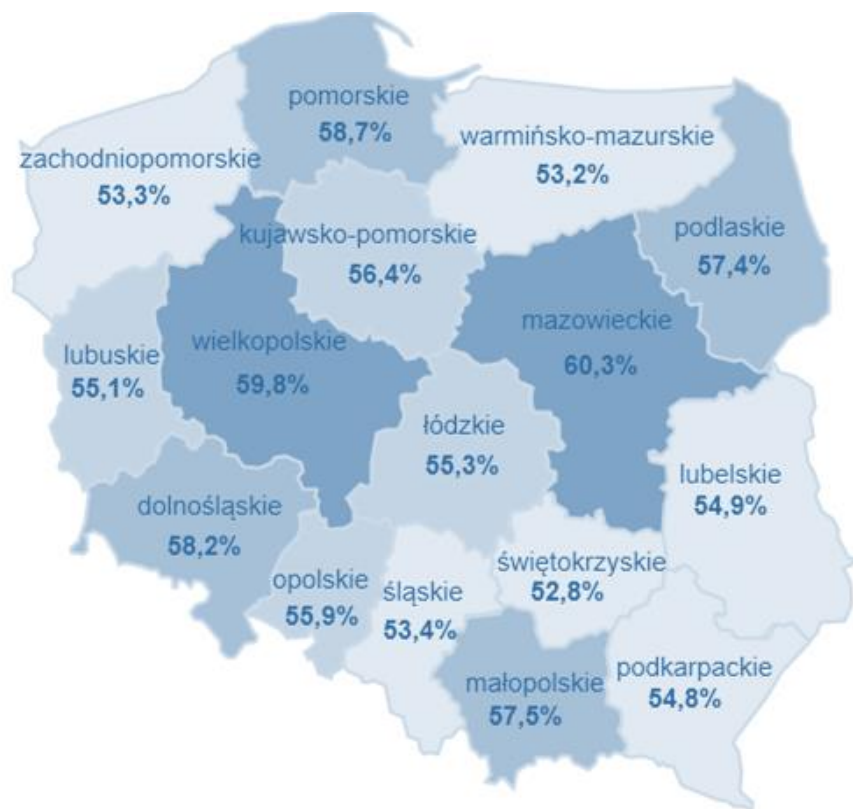 pomorskie
58,7%
warmińsko-mazurskie
53,2%
zachodniopomorskie
53,3%
kujawsko-pomorskie
56,4%
podlaskie
57,4%
mazowieckie
60,3%
wielkopolskie
59,8%
lubuskie
55,1%
łódzkie
55,3%
lubelskie
54,9%
dolnośląskie
58,2%
opolskie
55,9%
śląskie
53,4%
świętokrzyskie
52,8%
małopolskie
57,5%
podkarpackie
54,8%